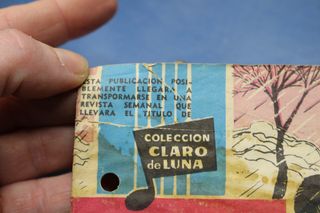 ESTA PUBLICACION POSI-
BLEMENTE LLEGARA A
TRANSFORMARSE EN UNA
REVISTA SEMANAL QUE
LLEVARA EL TITULO DE
COLECCION
CLARO
de LUNA